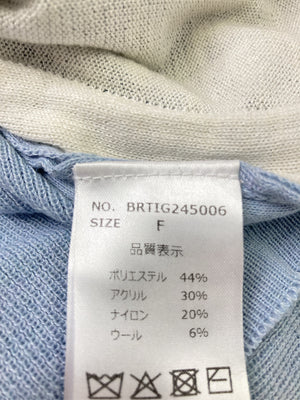 NO. BRTIG245006
SIZE F
品質表示
ポリエステル 44%
アクリル 30%
ナイロン 20%
ウール 6%